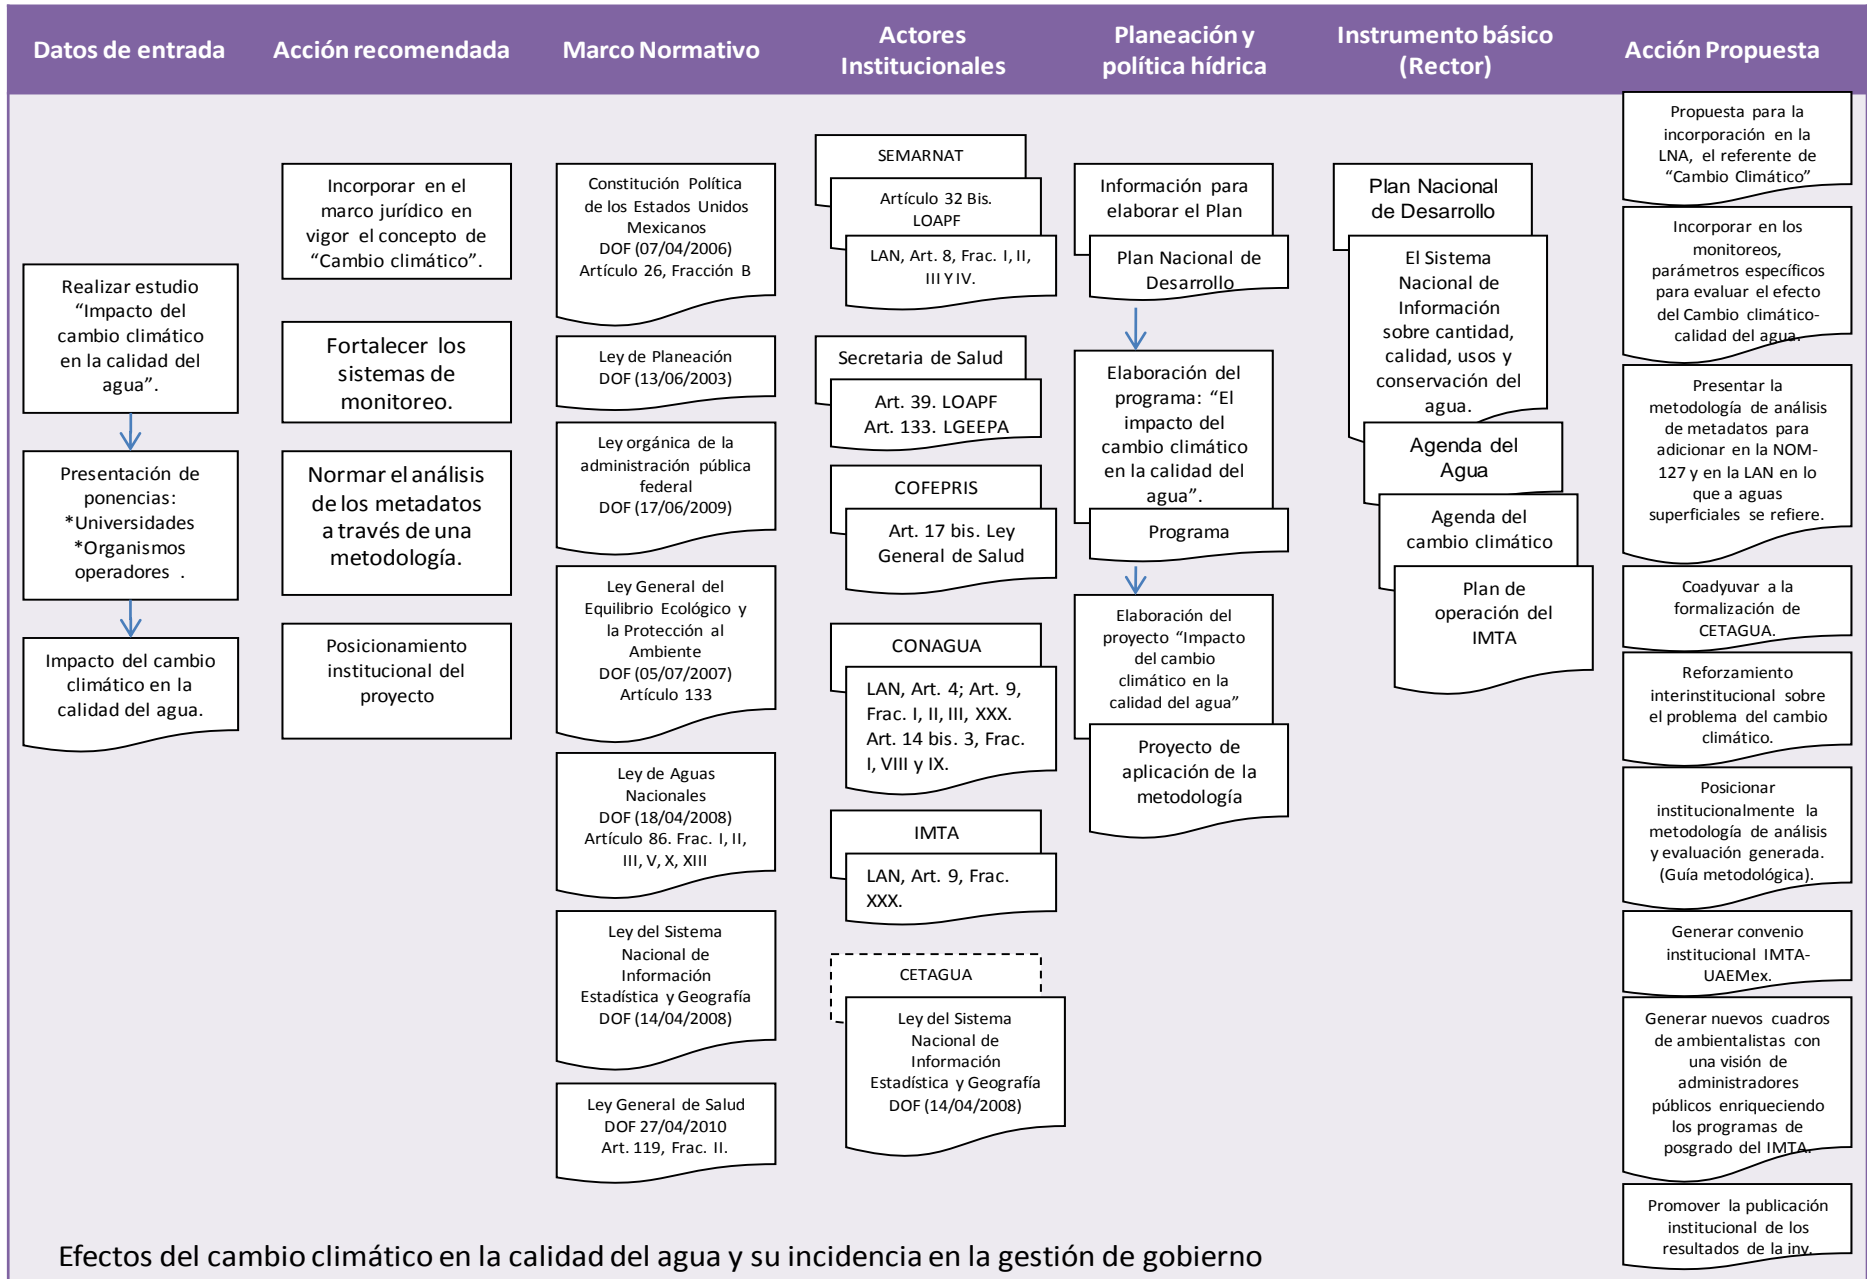 Datos de entrada
Acción recomendada
Marco Normativo
Actores
Institucionales
Planeación y
política hídrica
Instrumento básico
(Rector)
Acción Propuesta
Realizar estudio
“Impacto del
cambio climático
en la calidad del
agua”.
Presentación de
ponencias:
*Universidades
*Organismos
operadores .
Impacto del cambio
climático en la
calidad del agua.
Incorporar en el
marco jurídico en
vigor el concepto de
“Cambio climático”.
Fortalecer los
sistemas de
monitoreo.
Normar el análisis
de los metadatos
a través de una
metodología.
Posicionamiento
institucional del
proyecto
Constitución Política
de los Estados Unidos
Mexicanos
DOF (07/04/2006)
Artículo 26, Fracción B
Ley de Planeación
DOF (13/06/2003)
Ley orgánica de la
administración pública
federal
DOF (17/06/2009)
Ley General del
Equilibrio Ecológico y
la Protección al
Ambiente
DOF (05/07/2007)
Artículo 133
Ley de Aguas
Nacionales
DOF (18/04/2008)
Artículo 86. Frac. I, II,
III, V, X, XIII
Ley del Sistema
Nacional de
Información
Estadística y Geografía
DOF (14/04/2008)
Ley General de Salud
DOF 27/04/2010
Art. 119, Frac. II.
SEMARNAT
Artículo 32 Bis.
LOAPF
LAN, Art. 8, Frac. I, II,
III Y IV.
Secretaria de Salud
Art. 39. LOAPF
Art. 133. LGEEPA
COFEPRIS
Art. 17 bis. Ley
General de Salud
CONAGUA
LAN, Art. 4; Art. 9,
Frac. I, II, III, XXX.
Art. 14 bis. 3, Frac.
I, VIII y IX.
IMTA
LAN, Art. 9, Frac.
XXX.
CETAGUA
Ley del Sistema
Nacional de
Información
Estadística y Geografía
DOF (14/04/2008)
Información para
elaborar el Plan
Plan Nacional de
Desarrollo
Elaboración del
programa: “El
impacto del
cambio climático
en la calidad del
agua”.
Programa
Elaboración del
proyecto “Impacto
del cambio
climático en la
calidad del agua”
Proyecto de
aplicación de la
metodología
Plan Nacional
de Desarrollo
El Sistema
Nacional de
Información
sobre cantidad,
calidad, usos y
conservación del
agua.
Agenda del
Agua
Agenda del
cambio climático
Plan de
operación del
IMTA
Propuesta para la
incorporación en la
LNA, el referente de
“Cambio Climático”
Incorporar en los
monitoreos,
parámetros específicos
para evaluar el efecto
del Cambio climático-
calidad del agua.
Presentar la
metodología de análisis
de metadatos para
adicionar en la NOM-
127 y en la LAN en lo
que a aguas
superficiales se refiere.
Coadyuvar a la
formalización de
CETAGUA.
Reforzamiento
interinstitucional sobre
el problema del cambio
climático.
Posicionar
institucionalmente la
metodología de análisis
y evaluación generada.
(Guía metodológica).
Generar convenio
institucional IMTA-
UAEMex.
Generar nuevos cuadros
de ambientalistas con
una visión de
administradores
públicos enriqueciendo
los programas de
posgrado del IMTA.
Promover la publicación
institucional de los
resultados de la inv.
Efectos del cambio climático en la calidad del agua y su incidencia en la gestión de gobierno